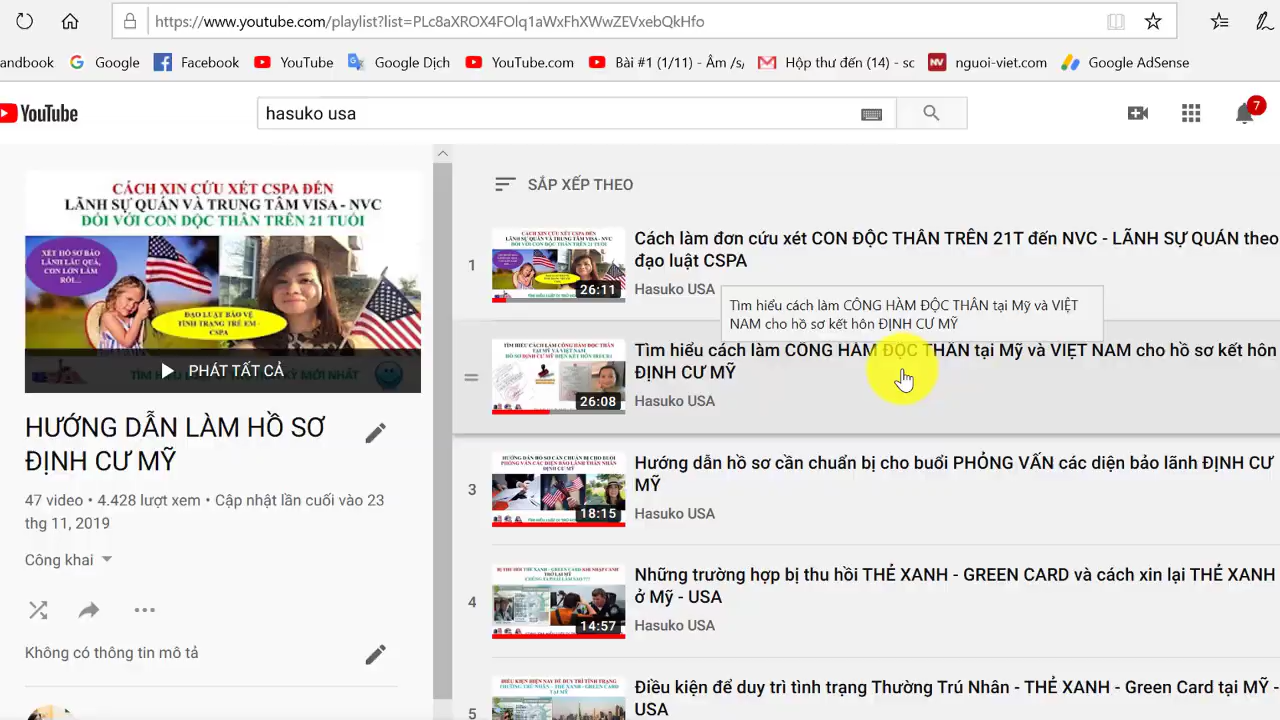 https://www.youtube.com/playlist?list=PLc8aXROX4FOlq1aWxFhXWwZEVxebQkHfo
andbook Google Facebook YouTube Google Dịch YouTube.com Bài #1 (1/11) - Âm /s, Hộp thư đến (14) - sc nguoi-viet.com Google AdSense
YouTube
hasuko usa
7
CÁCH XIN CỨU XÉT CSPA ĐẾN
LÃNH SỰ QUÁN VÀ TRUNG TÂM VISA - NVC
ĐỐI VỚI CON ĐỘC THÂN TRÊN 21 TUỔI
XÉT HỒ SƠ BẢO
LÃNH LÂU QUÁ,
CON LỚN LẮM
RỒI...
ĐẠO LUẬT BẢO VỆ
TÌNH TRẠNG TRẺ EM -
CSPA
PHÁT TẤT CẢ
HƯỚNG DẪN LÀM HỒ SƠ
ĐỊNH CƯ MỸ
47 video • 4.428 lượt xem • Cập nhật lần cuối vào 23
thg 11, 2019
Công khai
Không có thông tin mô tả
SẮP XẾP THEO
1
26:11
Cách làm đơn cứu xét CON ĐỘC THÂN TRÊN 21T đến NVC - LÃNH SỰ QUÁN theo
đạo luật CSPA
Hasuko USA
Tìm hiểu cách làm CÔNG HÀM ĐỘC THÂN tại Mỹ và VIỆT
NAM cho hồ sơ kết hôn ĐỊNH CƯ MỸ
26:08
Tìm hiểu cách làm CÔNG HÀM ĐỘC THÂN tại Mỹ và VIỆT NAM cho hồ sơ kết hôn
ĐỊNH CƯ MỸ
Hasuko USA
3
18:15
Hướng dẫn hồ sơ cần chuẩn bị cho buổi PHỎNG VẤN các diện bảo lãnh ĐỊNH CƯ
MỸ
Hasuko USA
4
14:57
Những trường hợp bị thu hồi THẺ XANH - GREEN CARD và cách xin lại THẺ XANH
ở Mỹ - USA
Hasuko USA
5
Điều kiện để duy trì tình trạng Thường Trú Nhân - THẺ XANH - Green Card tại MỸ -
USA